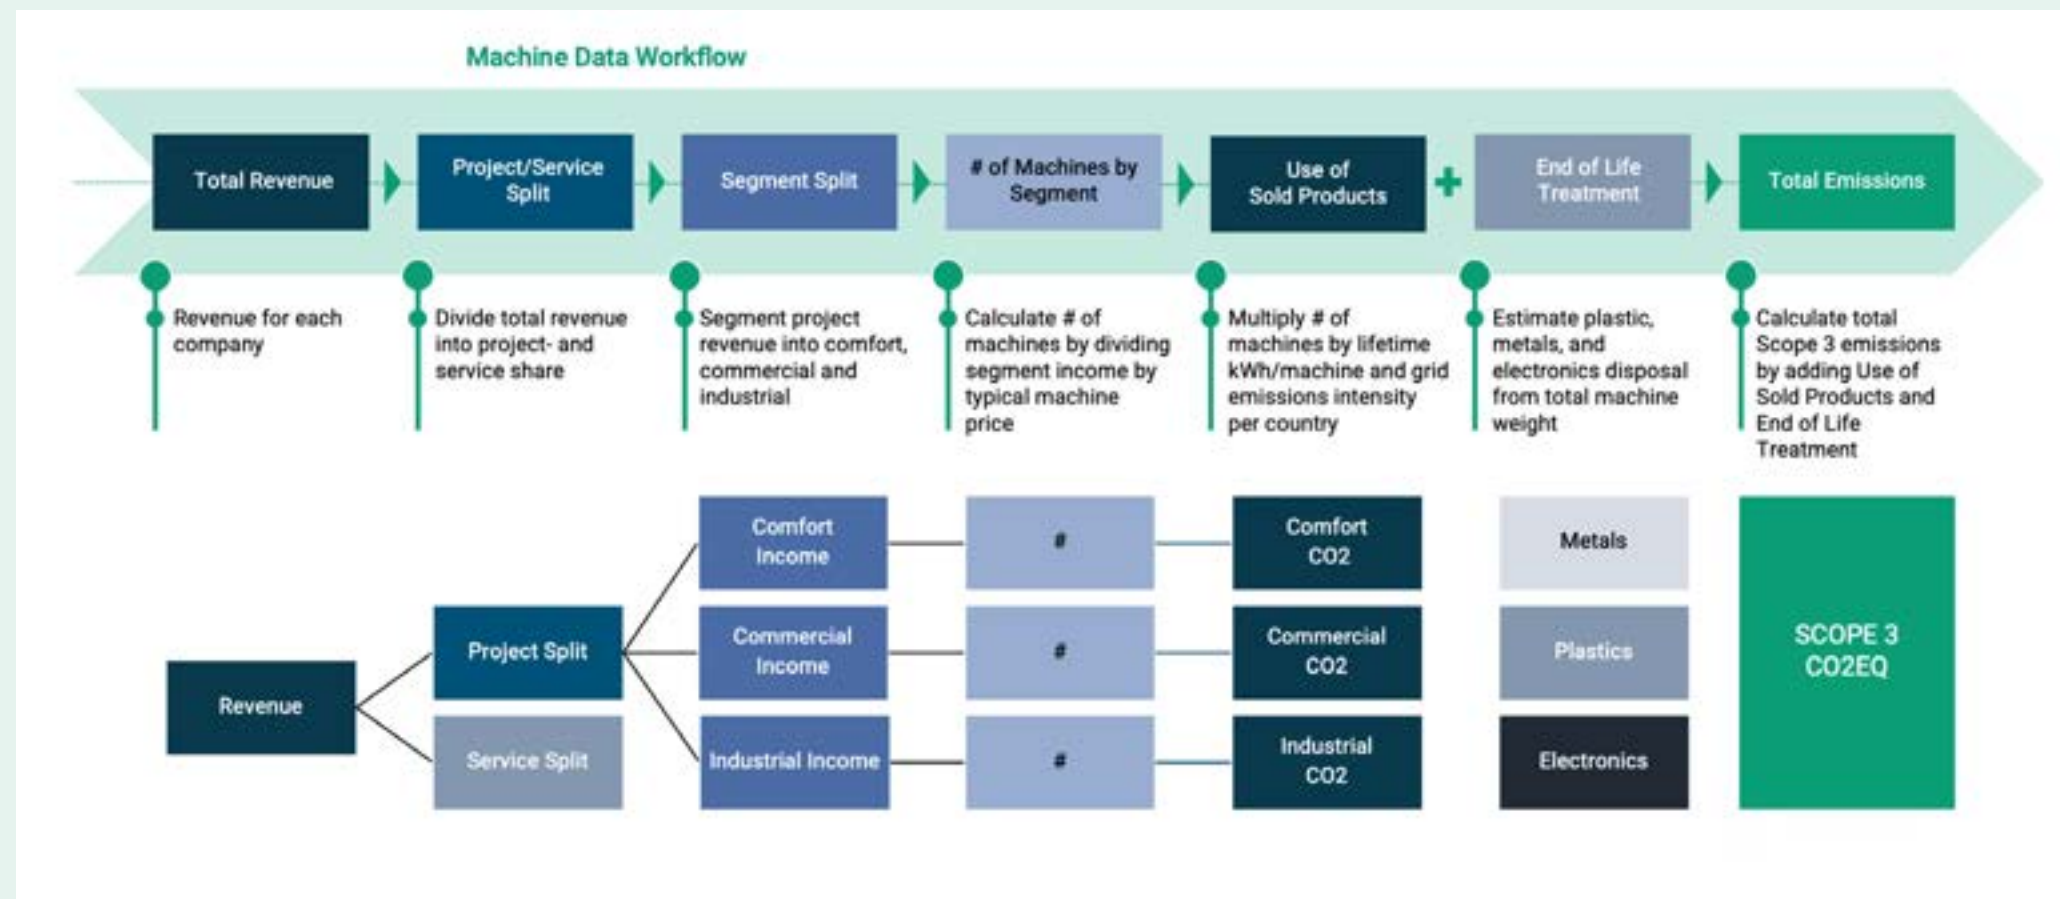 Machine Data Workflow
Total Revenue
Project/Service
Split
Segment Split
# of Machines by
Segment
Use of
Sold Products
End of Life
Treatment
Total Emissions
Revenue for each
company
Divide total revenue
into project- and
service share
Segment project
revenue into comfort,
commercial and
industrial
Calculate # of
machines by dividing
segment income by
typical machine
price
Multiply # of
machines by lifetime
kWh/machine and grid
emissions intensity
per country
Estimate plastic,
metals, and
electronics disposal
from total machine
weight
Calculate total
Scope 3 emissions
by adding Use of
Sold Products and
End of Life
Treatment
Revenue
Project Split
Service Split
Comfort
Income
Commercial
Income
Industrial Income
#
#
#
Comfort
CO2
Commercial
CO2
Industrial
CO2
Metals
Plastics
Electronics
SCOPE 3
CO2EQ